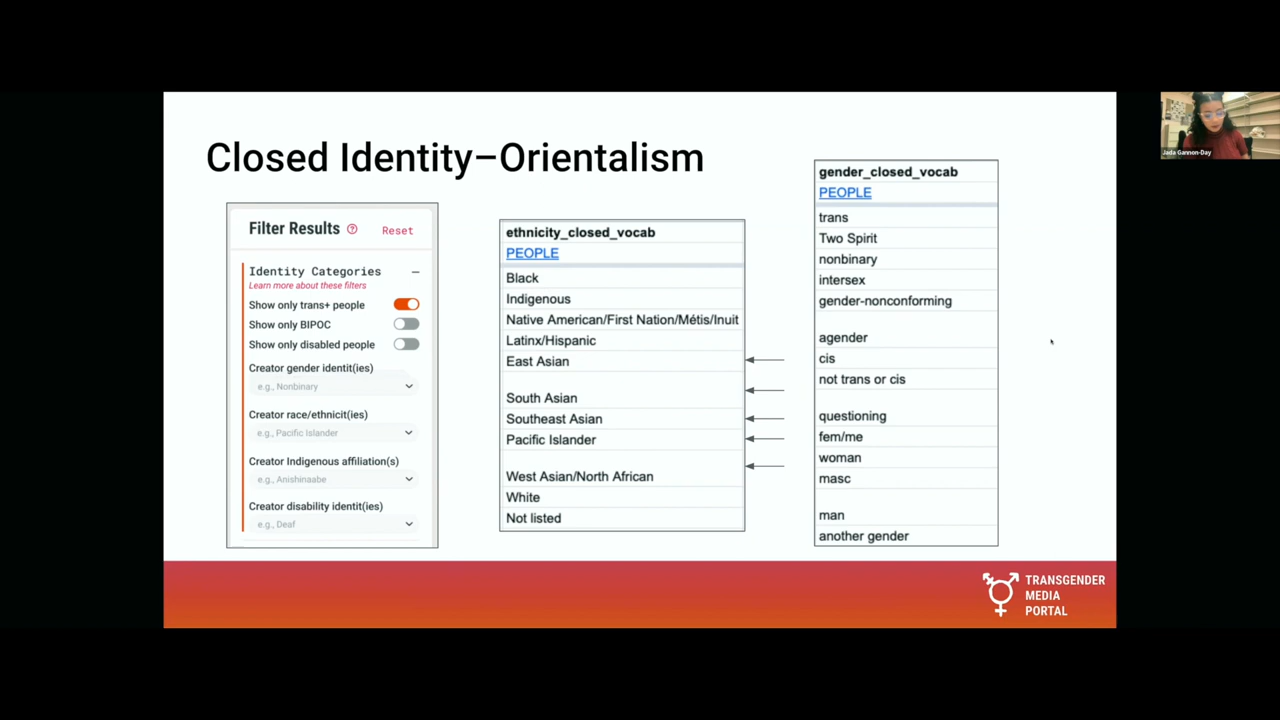 Closed Identity–Orientalism
Filter Results ?
Reset
Identity Categories
Learn more about these filters
Show only trans+ people
Show only BIPOC
Show only disabled people
Creator gender identit(ies)
e.g., Nonbinary
Creator race/ethnicit(ies)
e.g., Pacific Islander
Creator Indigenous affiliation(s)
e.g., Anishinaabe
Creator disability identit(ies)
e.g., Deaf
ethnicity_closed_vocab
PEOPLE
Black
Indigenous
Native American/First Nation/Métis/Inuit
Latinx/Hispanic
East Asian
South Asian
Southeast Asian
Pacific Islander
West Asian/North African
White
Not listed
gender_closed_vocab
PEOPLE
trans
Two Spirit
nonbinary
intersex
gender-nonconforming
agender
cis
not trans or cis
questioning
fem/me
woman
masc
man
another gender
TRANSGENDER
MEDIA
PORTAL
Jada Gannon-Day